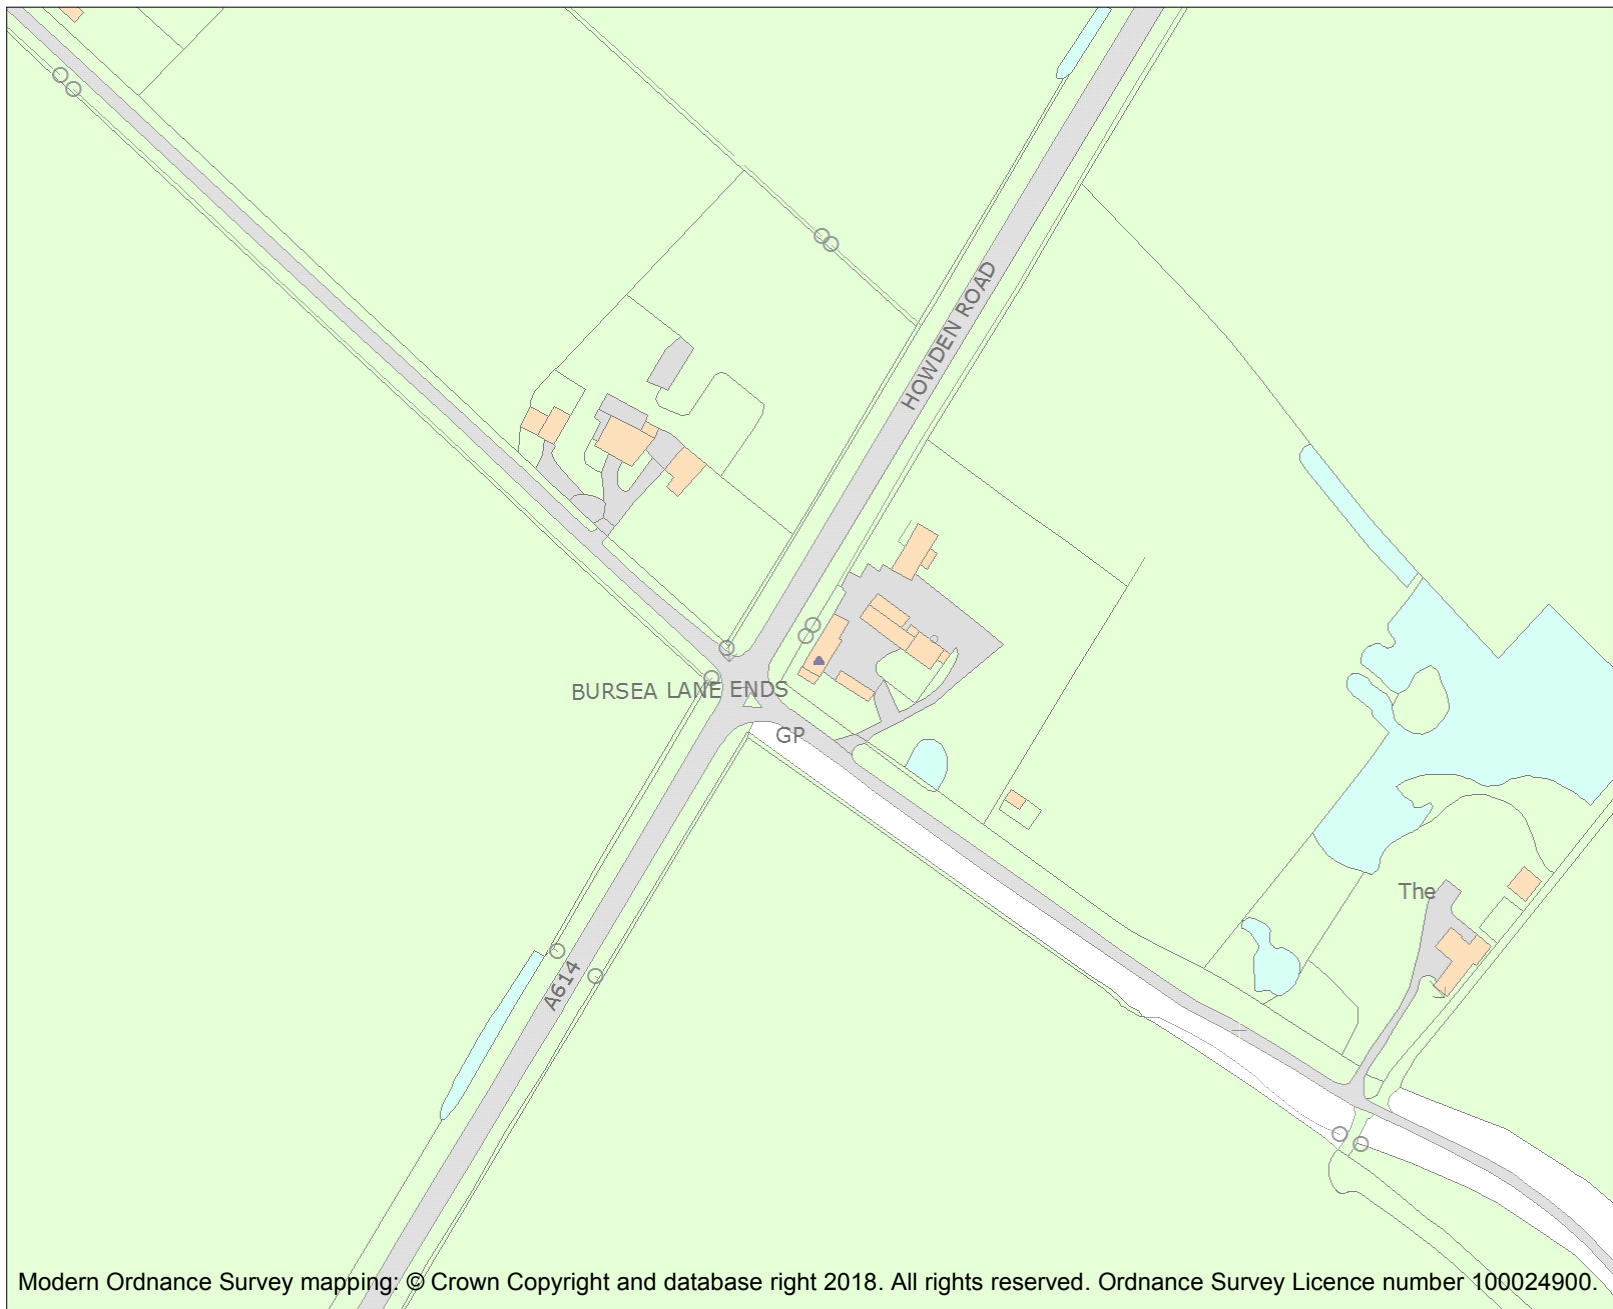 HOWDEN ROAD
BURSEA LANE ENDS
GP
The
A614
Modern Ordnance Survey mapping: © Crown Copyright and database right 2018. All rights reserved. Ordnance Survey Licence number 100024900.